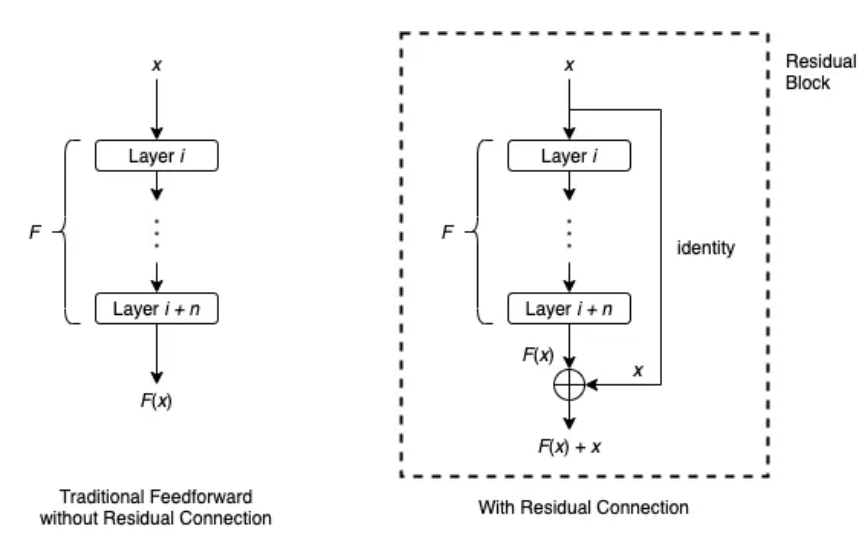 x
Layer i
F
Layer i + n
F(x)
Traditional Feedforward
without Residual Connection
Residual
Block
x
Layer i
F
identity
Layer i + n
F(x)
x
F(x) + x
With Residual Connection